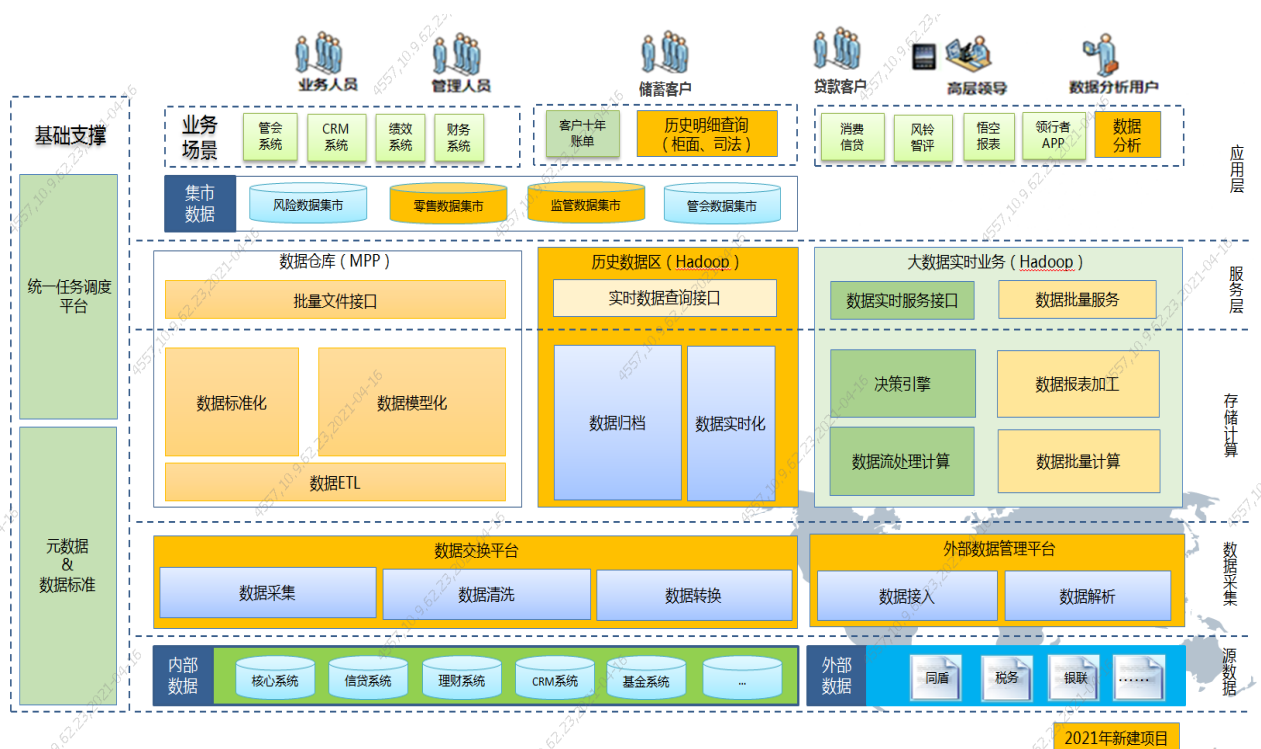 业务人员
管理人员
储蓄客户
贷款客户
高层领导
数据分析用户
基础支撑
统一任务调度
平台
元数据
&
数据标准
业务
场景
管会
系统
CRM
系统
绩效
系统
财务
系统
客户十年
账单
历史明细查询
（柜面、司法）
消费
信贷
风铃
智评
悟空
报表
领行者
APP
数据
分析
应用层
集市
数据
风险数据集市
零售数据集市
监管数据集市
管会数据集市
数据仓库（MPP）
历史数据区（Hadoop）
大数据实时业务（Hadoop）
服务层
批量文件接口
实时数据查询接口
数据实时服务接口
数据批量服务
数据标准化
数据模型化
数据ETL
数据归档
数据实时化
决策引擎
数据报表加工
数据流处理计算
数据批量计算
存储计算
数据交换平台
数据采集
数据清洗
数据转换
外部数据管理平台
数据接入
数据解析
数据采集
内部
数据
核心系统
信贷系统
理财系统
CRM系统
基金系统
...
外部
数据
同盾
税务
银联
……
源数据
2021年新建项目
4557,10.9.62.23,2021-04-16